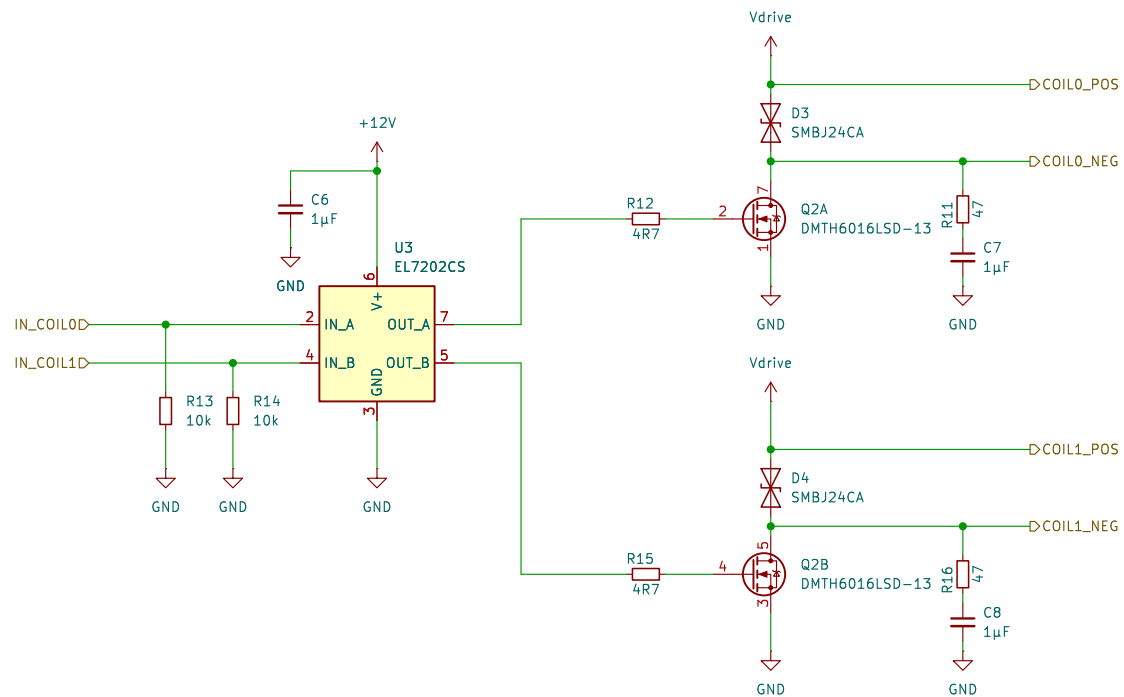 Vdrive
COIL0_POS
D3
SMBJ24CA
+12V
COIL0_NEG
C6
1µF
R12
4R7
2
7
1
Q2A
DMTH6016LSD-13
R11
47
C7
1µF
GND
U3
EL7202CS
GND
GND
6
V+
IN_COIL0
2
IN_A
OUT_A
7
IN_COIL1
4
IN_B
OUT_B
5
GND
3
Vdrive
R13
10k
R14
10k
COIL1_POS
D4
SMBJ24CA
GND
GND
GND
COIL1_NEG
R15
4R7
4
5
3
Q2B
DMTH6016LSD-13
R16
47
C8
1µF
GND
GND